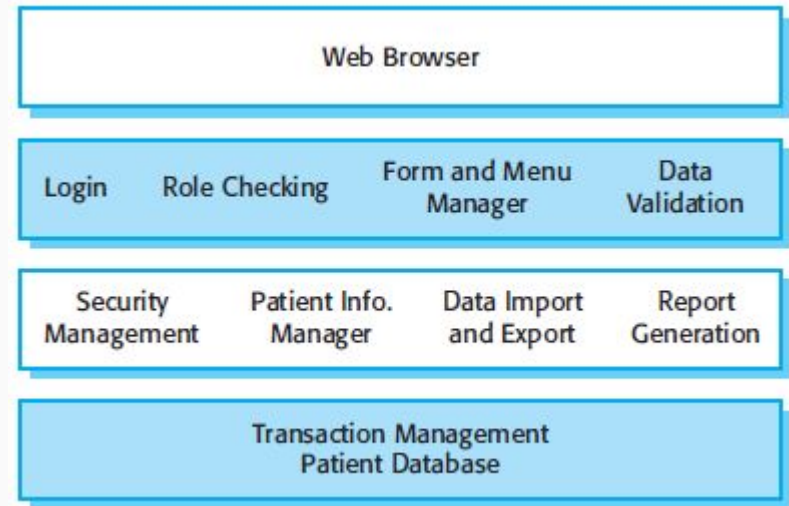 Web Browser
Login Role Checking Form and Menu Manager Data Validation
Security Management Patient Info. Manager Data Import and Export Report Generation
Transaction Management
Patient Database